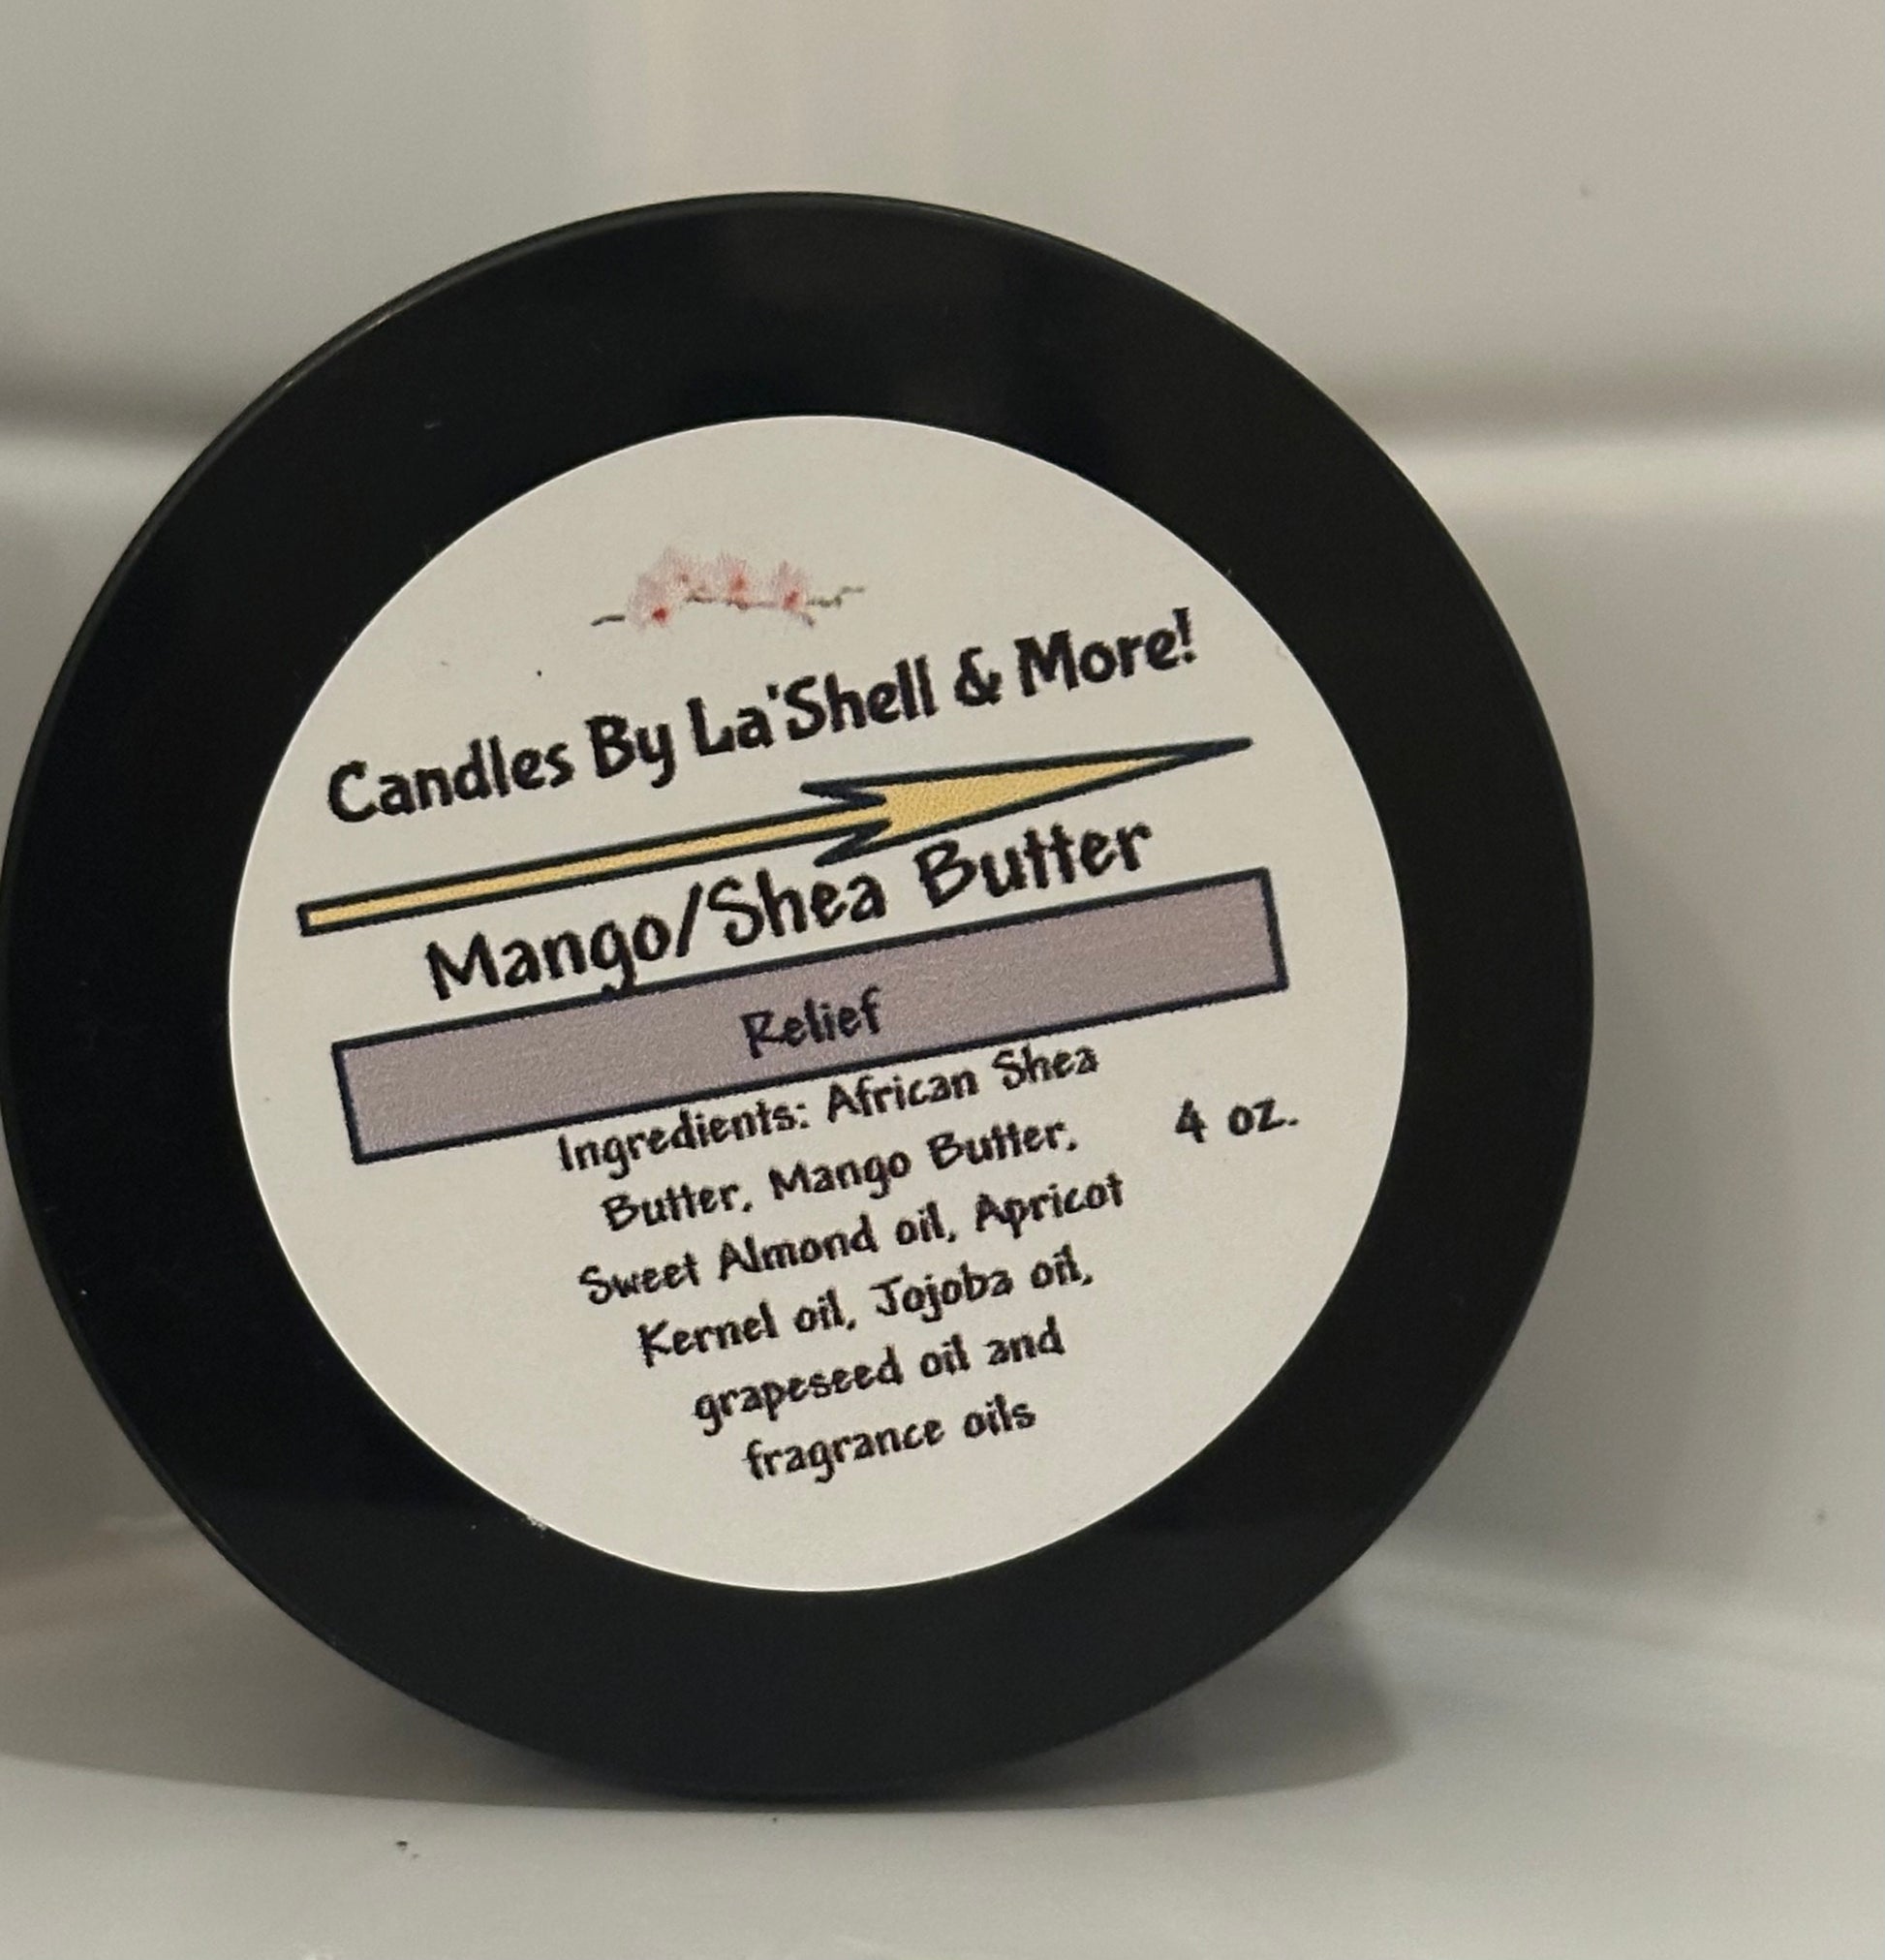 Candles By La'Shell & More!
Mango/Shea Butter
Relief
Ingredients: African Shea
Butter, Mango Butter,
Sweet Almond oil, Apricot
Kernel oil, Jojoba oil,
grapeseed oil and
fragrance oils
4 oz.